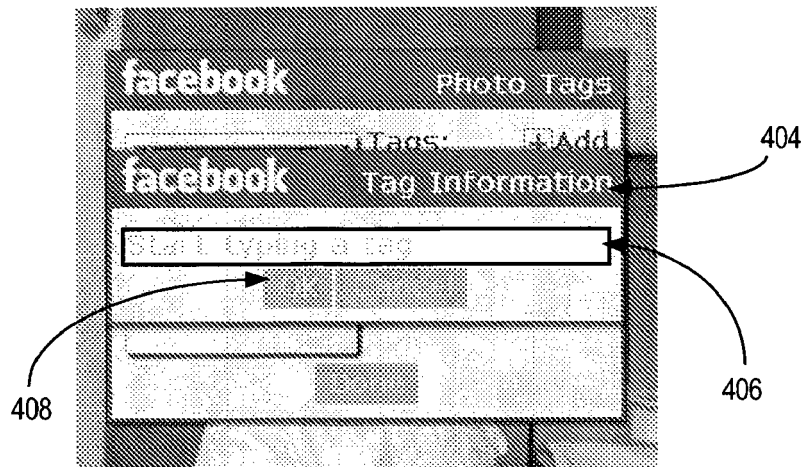 facebook Photo Tags
Tags: +Add
404
facebook Tag Information
Start typing a tag
408
406